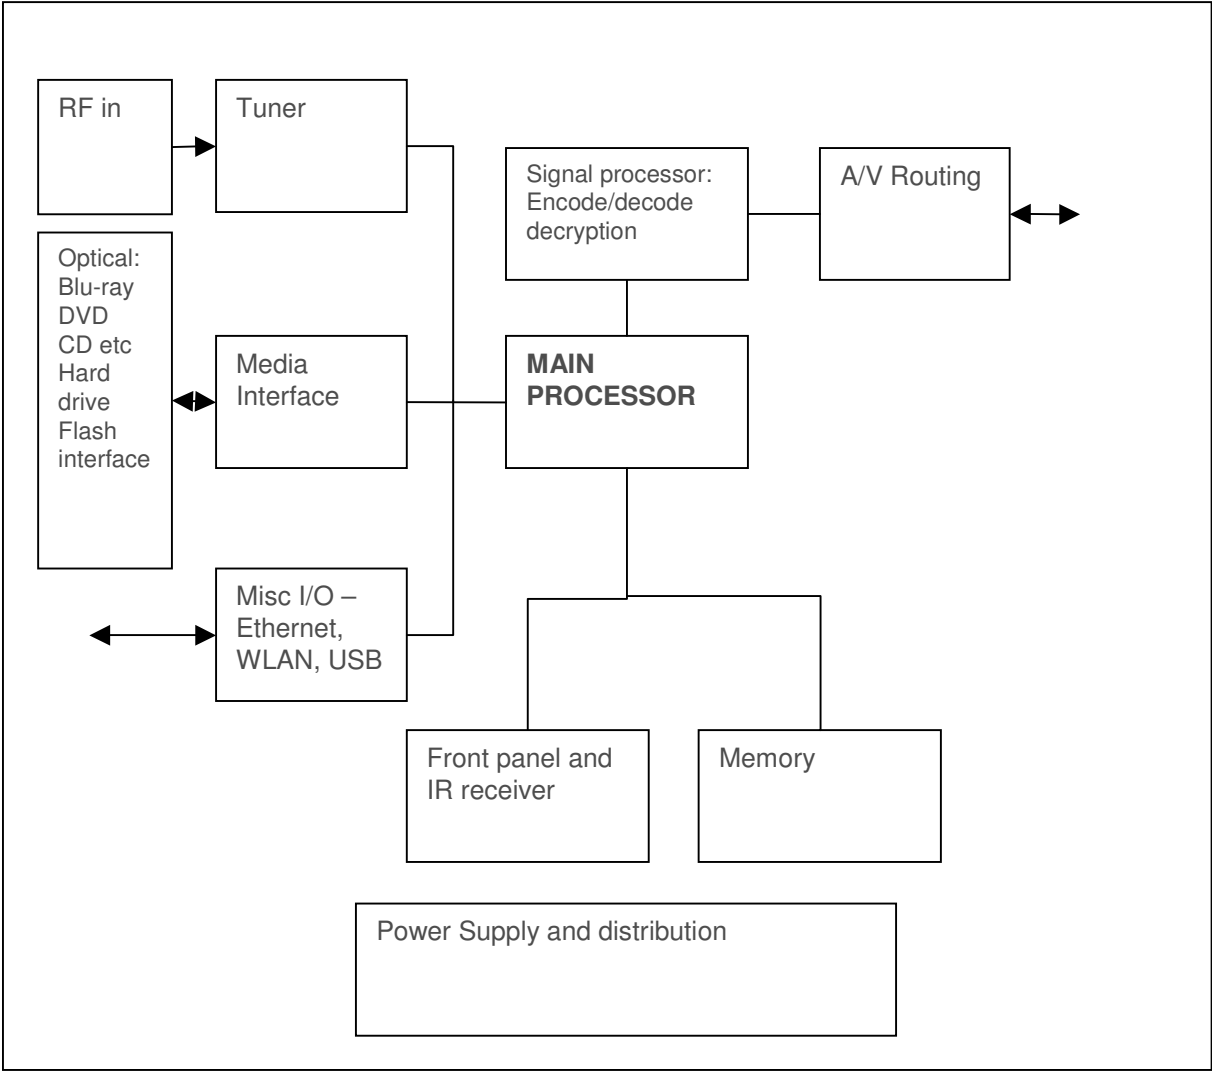 RF in
Tuner
Signal processor:
Encode/decode
decryption
A/V Routing
Optical:
Blu-ray
DVD
CD etc
Hard
drive
Flash
interface
Media
Interface
MAIN
PROCESSOR
Misc I/O –
Ethernet,
WLAN, USB
Front panel and
IR receiver
Memory
Power Supply and distribution